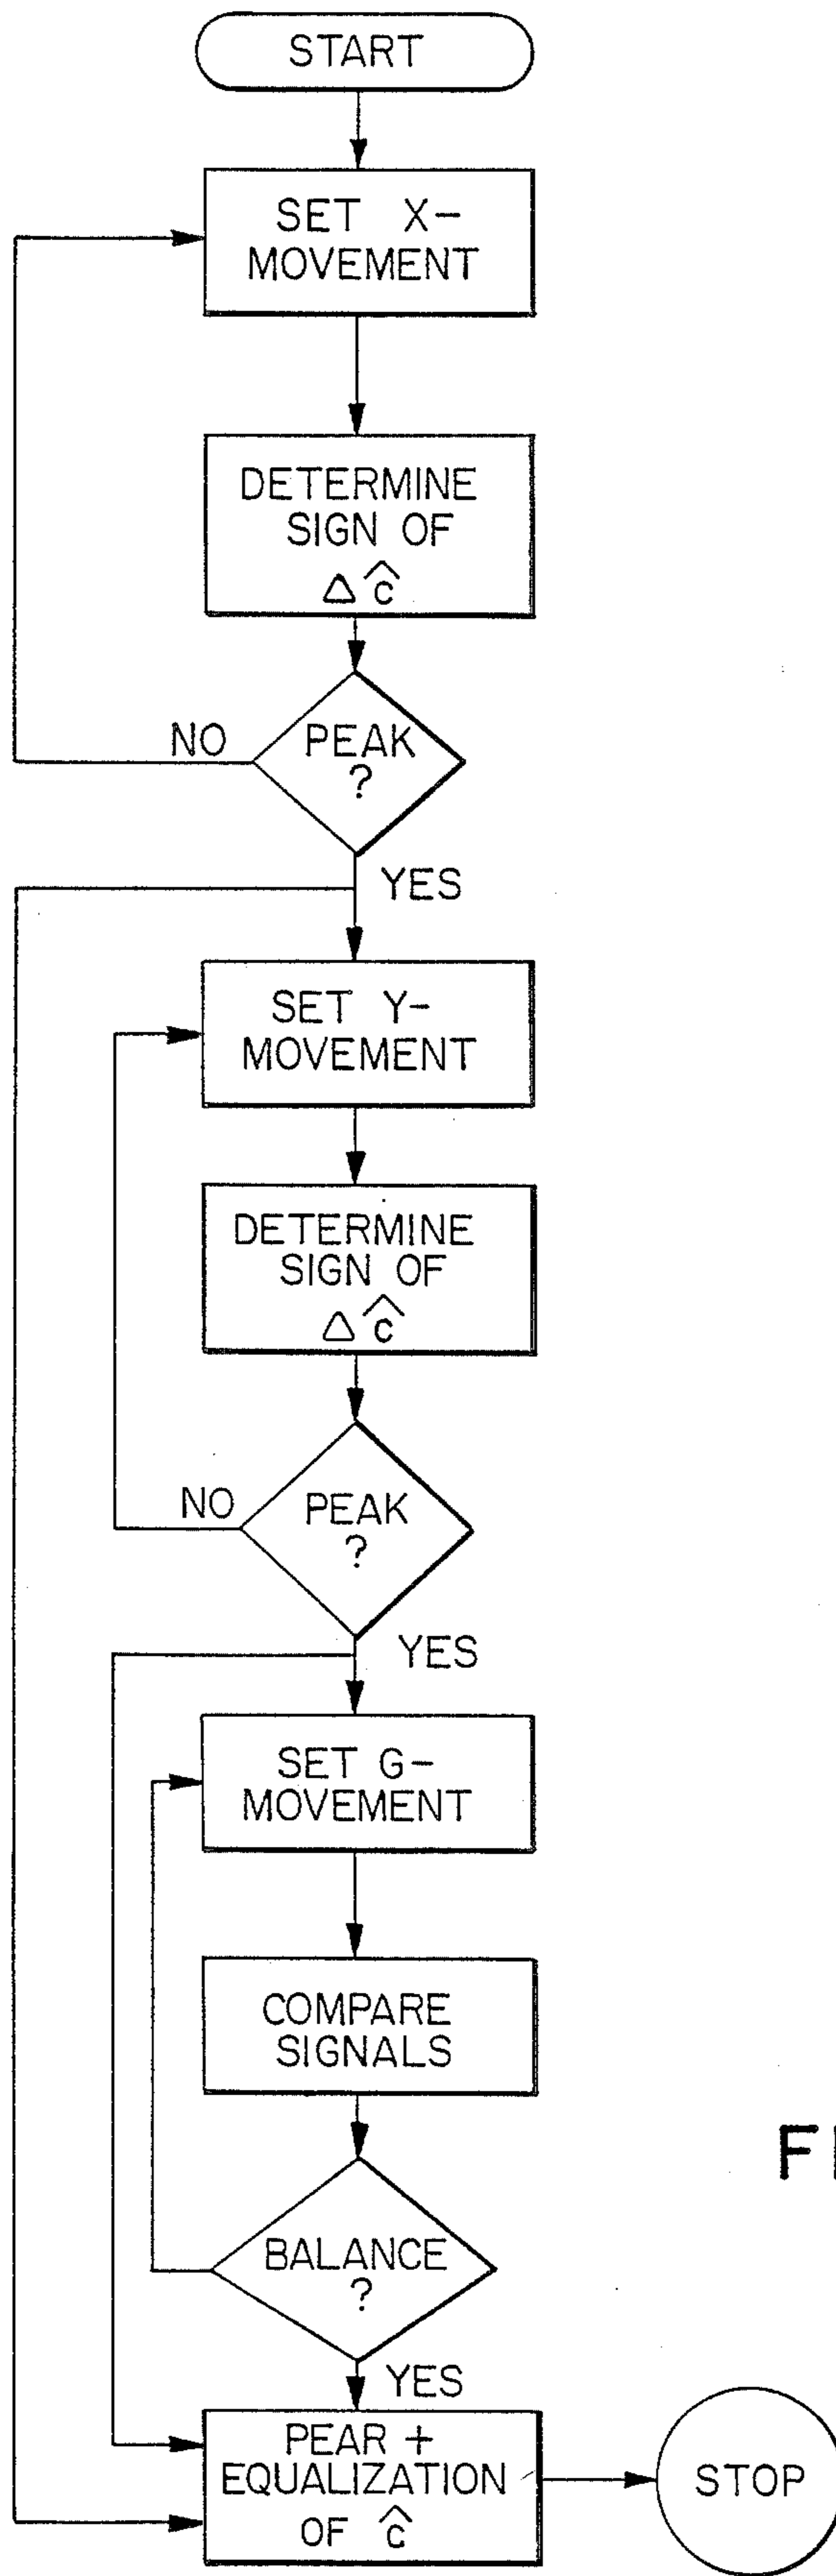 START
SET X-
MOVEMENT
DETERMINE
SIGN OF
Δ ĉ
NO
PEAK
?
YES
SET Y-
MOVEMENT
DETERMINE
SIGN OF
Δ ĉ
NO
PEAK
?
YES
SET G-
MOVEMENT
COMPARE
SIGNALS
BALANCE
?
YES
PEAR +
EQUALIZATION
OF ĉ
STOP